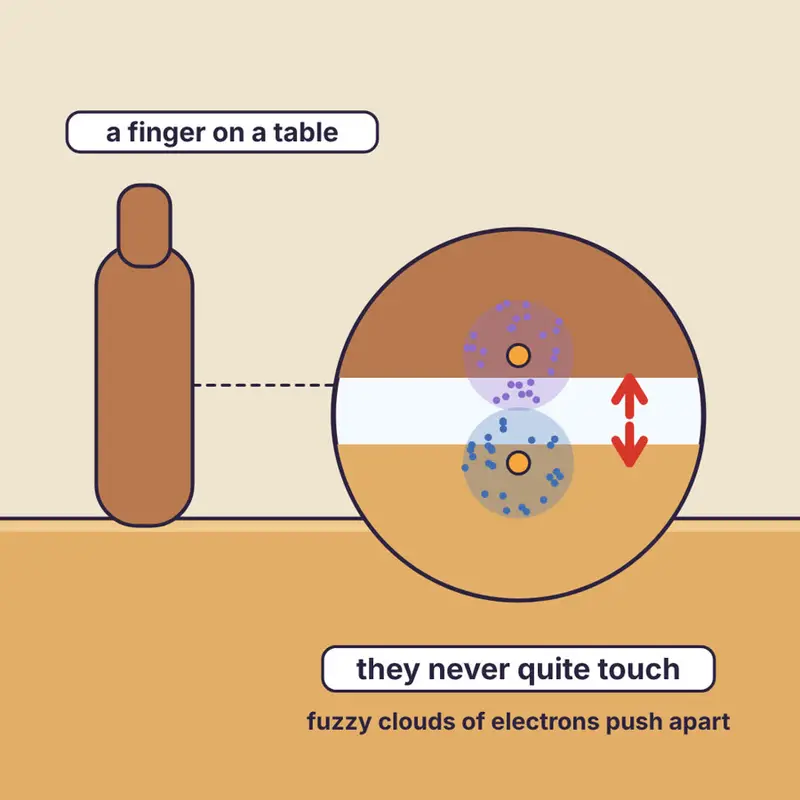 a finger on a table
they never quite touch
fuzzy clouds of electrons push apart